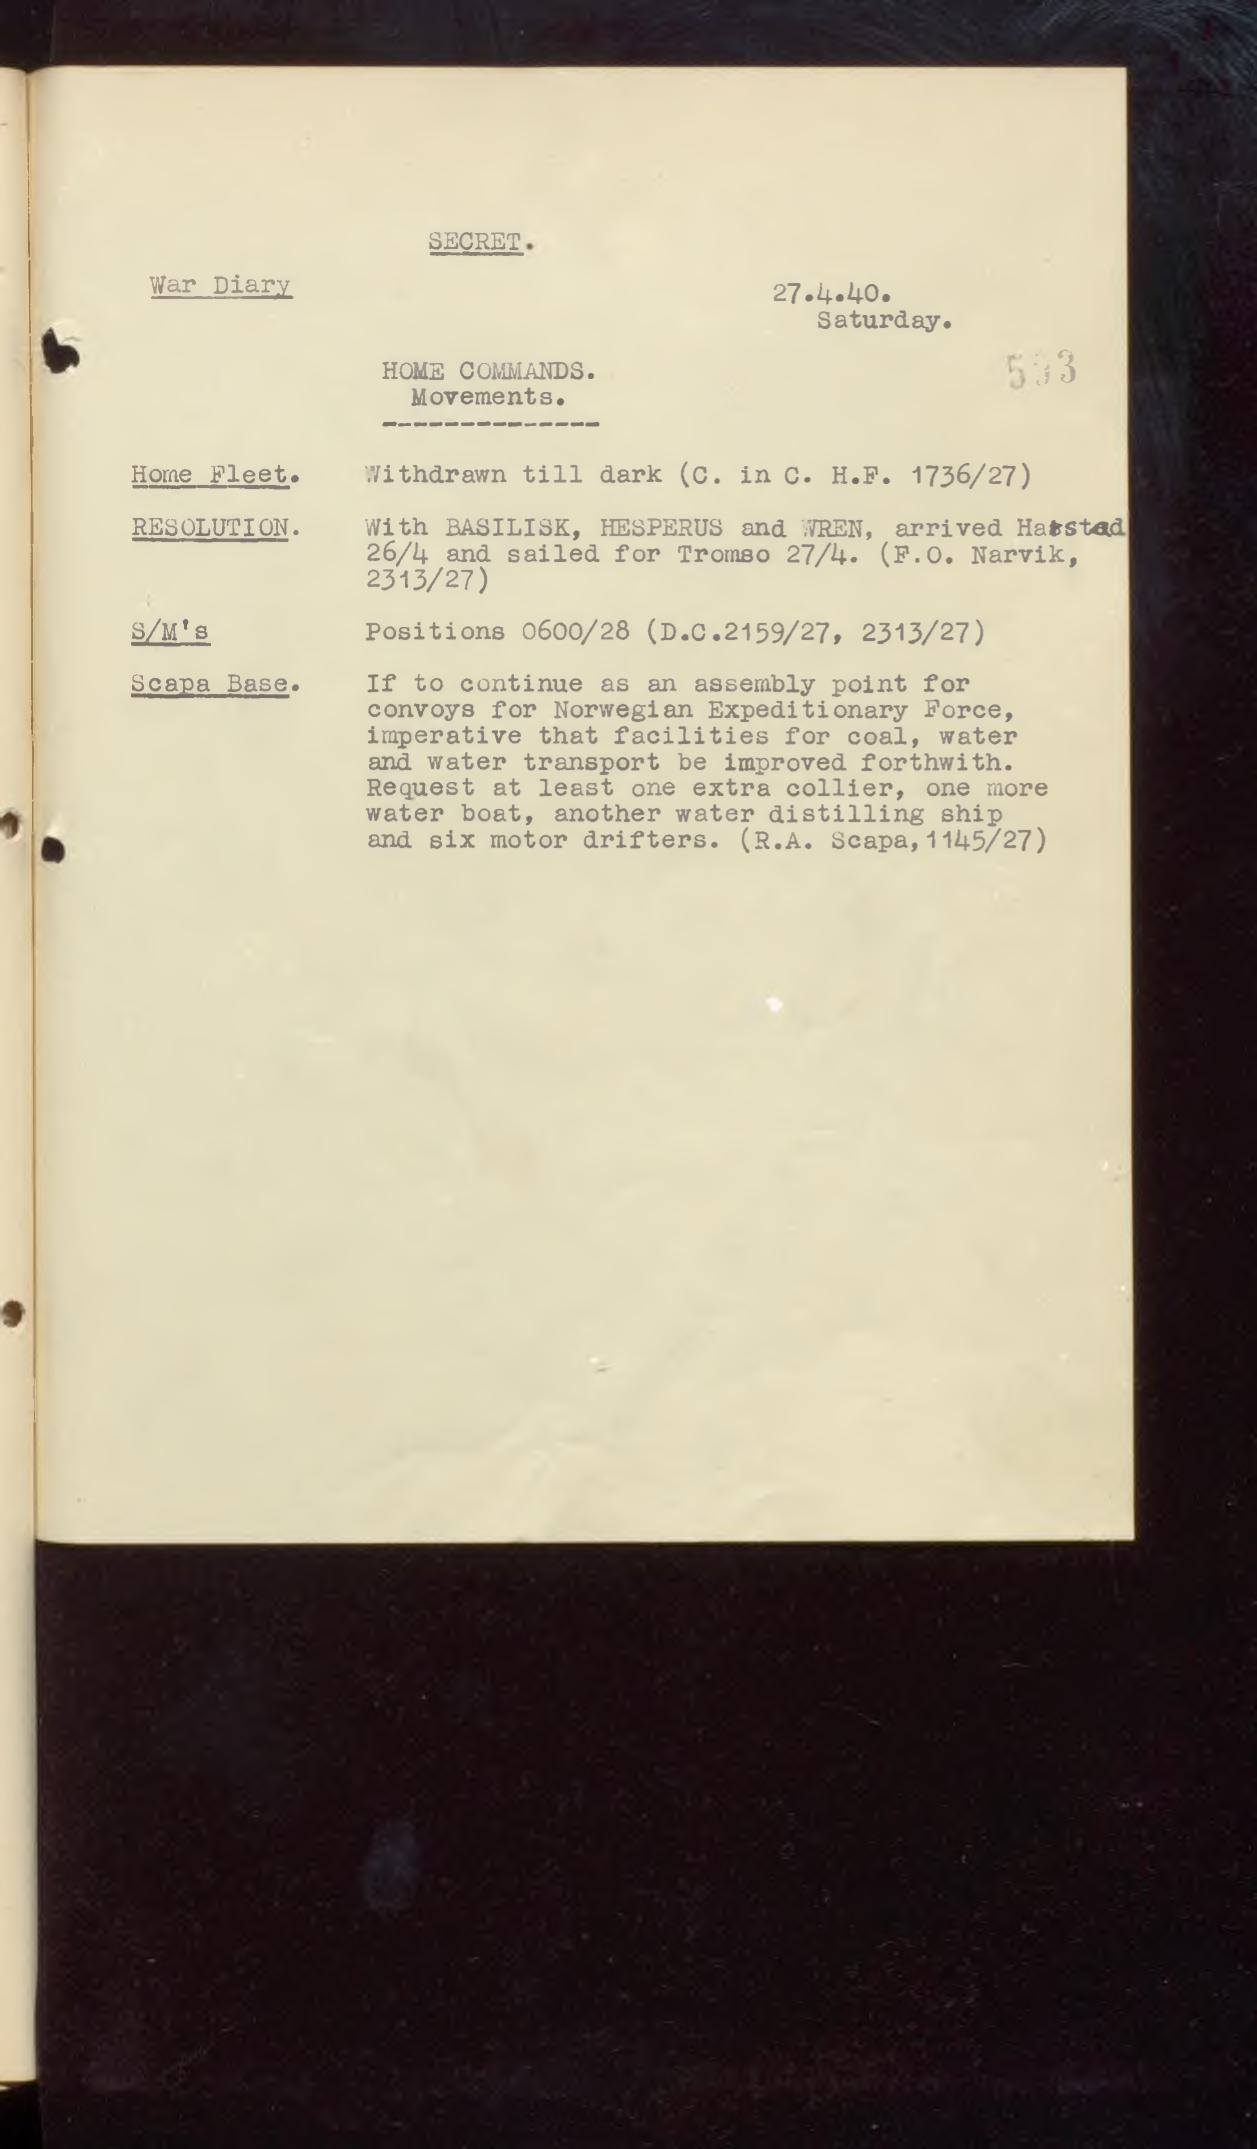 SECRET.
War Diary
27.4.40.
Saturday.
HOME COMMANDS.
Movements.
---------------
Home Fleet. Withdrawn till dark (C. in C. H.F. 1736/27)
RESOLUTION. With BASILISK, HESPERUS and WREN, arrived Harstad
26/4 and sailed for Tromso 27/4. (F.O. Narvik,
2313/27)
S/M's Positions 0600/28 (D.C.2159/27, 2313/27)
Scapa Base. If to continue as an assembly point for
convoys for Norwegian Expeditionary Force,
imperative that facilities for coal, water
and water transport be improved forthwith.
Request at least one extra collier, one more
water boat, another water distilling ship
and six motor drifters. (R.A. Scapa,1145/27)